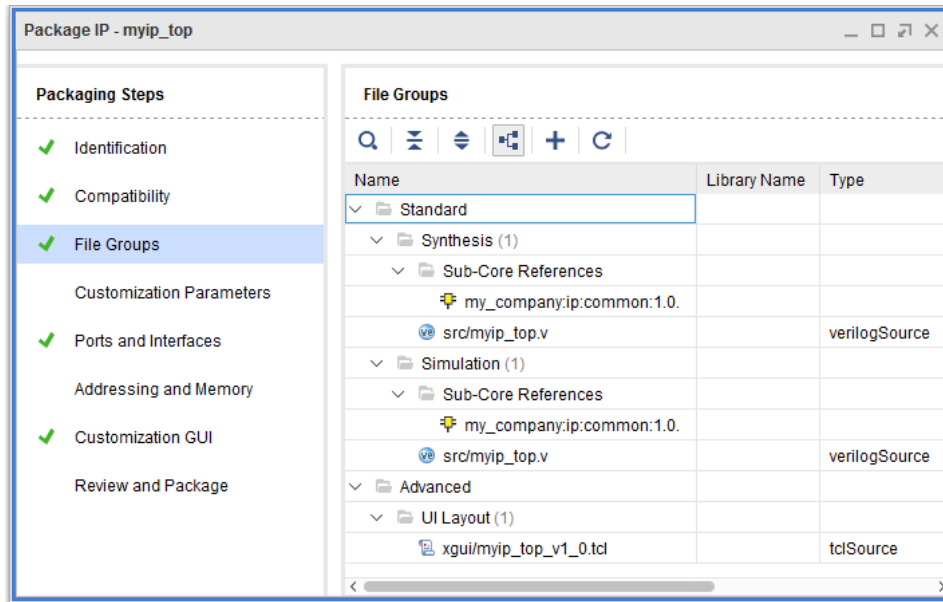 Package IP - myip_top
Packaging Steps
Identification
Compatibility
File Groups
Customization Parameters
Ports and Interfaces
Addressing and Memory
Customization GUI
Review and Package
File Groups
Name Library Name Type
Standard
Synthesis (1)
Sub-Core References
my_company:ip:common:1.0.
src/myip_top.v verilogSource
Simulation (1)
Sub-Core References
my_company:ip:common:1.0.
src/myip_top.v verilogSource
Advanced
UI Layout (1)
xgui/myip_top_v1_0.tcl tclSource